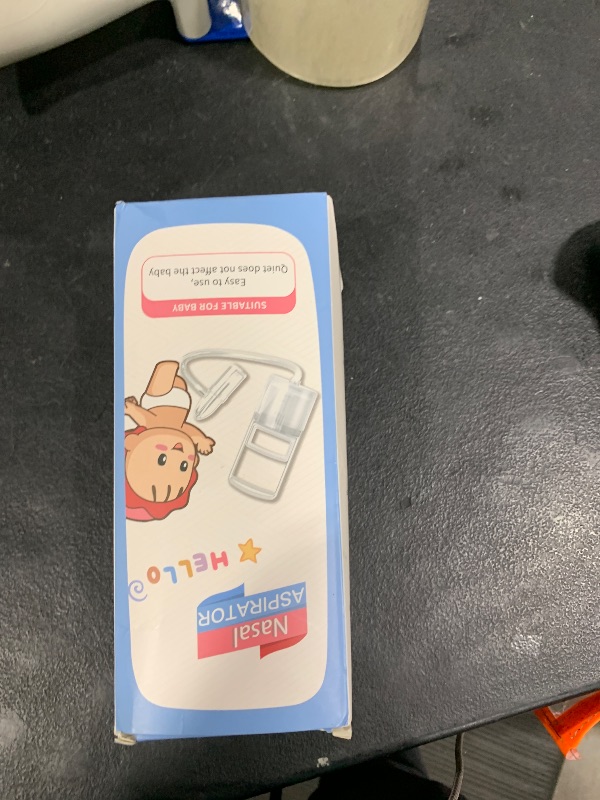 Nasal
ASPIRATOR
HELLO
SUITABLE FOR BABY
Easy to use,
Quiet does not affect the baby